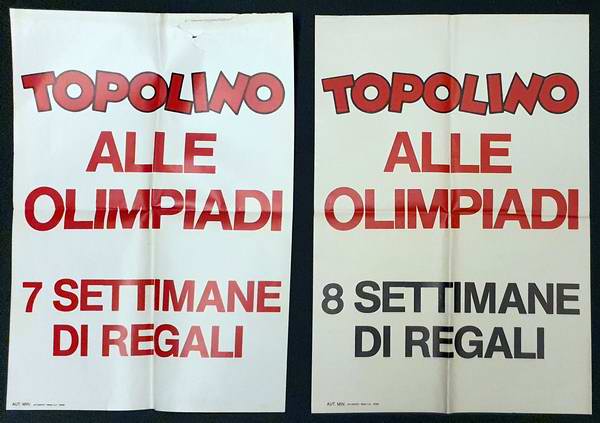 TOPOLINO
ALLE
OLIMPIADI
7 SETTIMANE
DI REGALI
AUT. MIN.
TOPOLINO
ALLE
OLIMPIADI
8 SETTIMANE
DI REGALI
AUT. MIN.